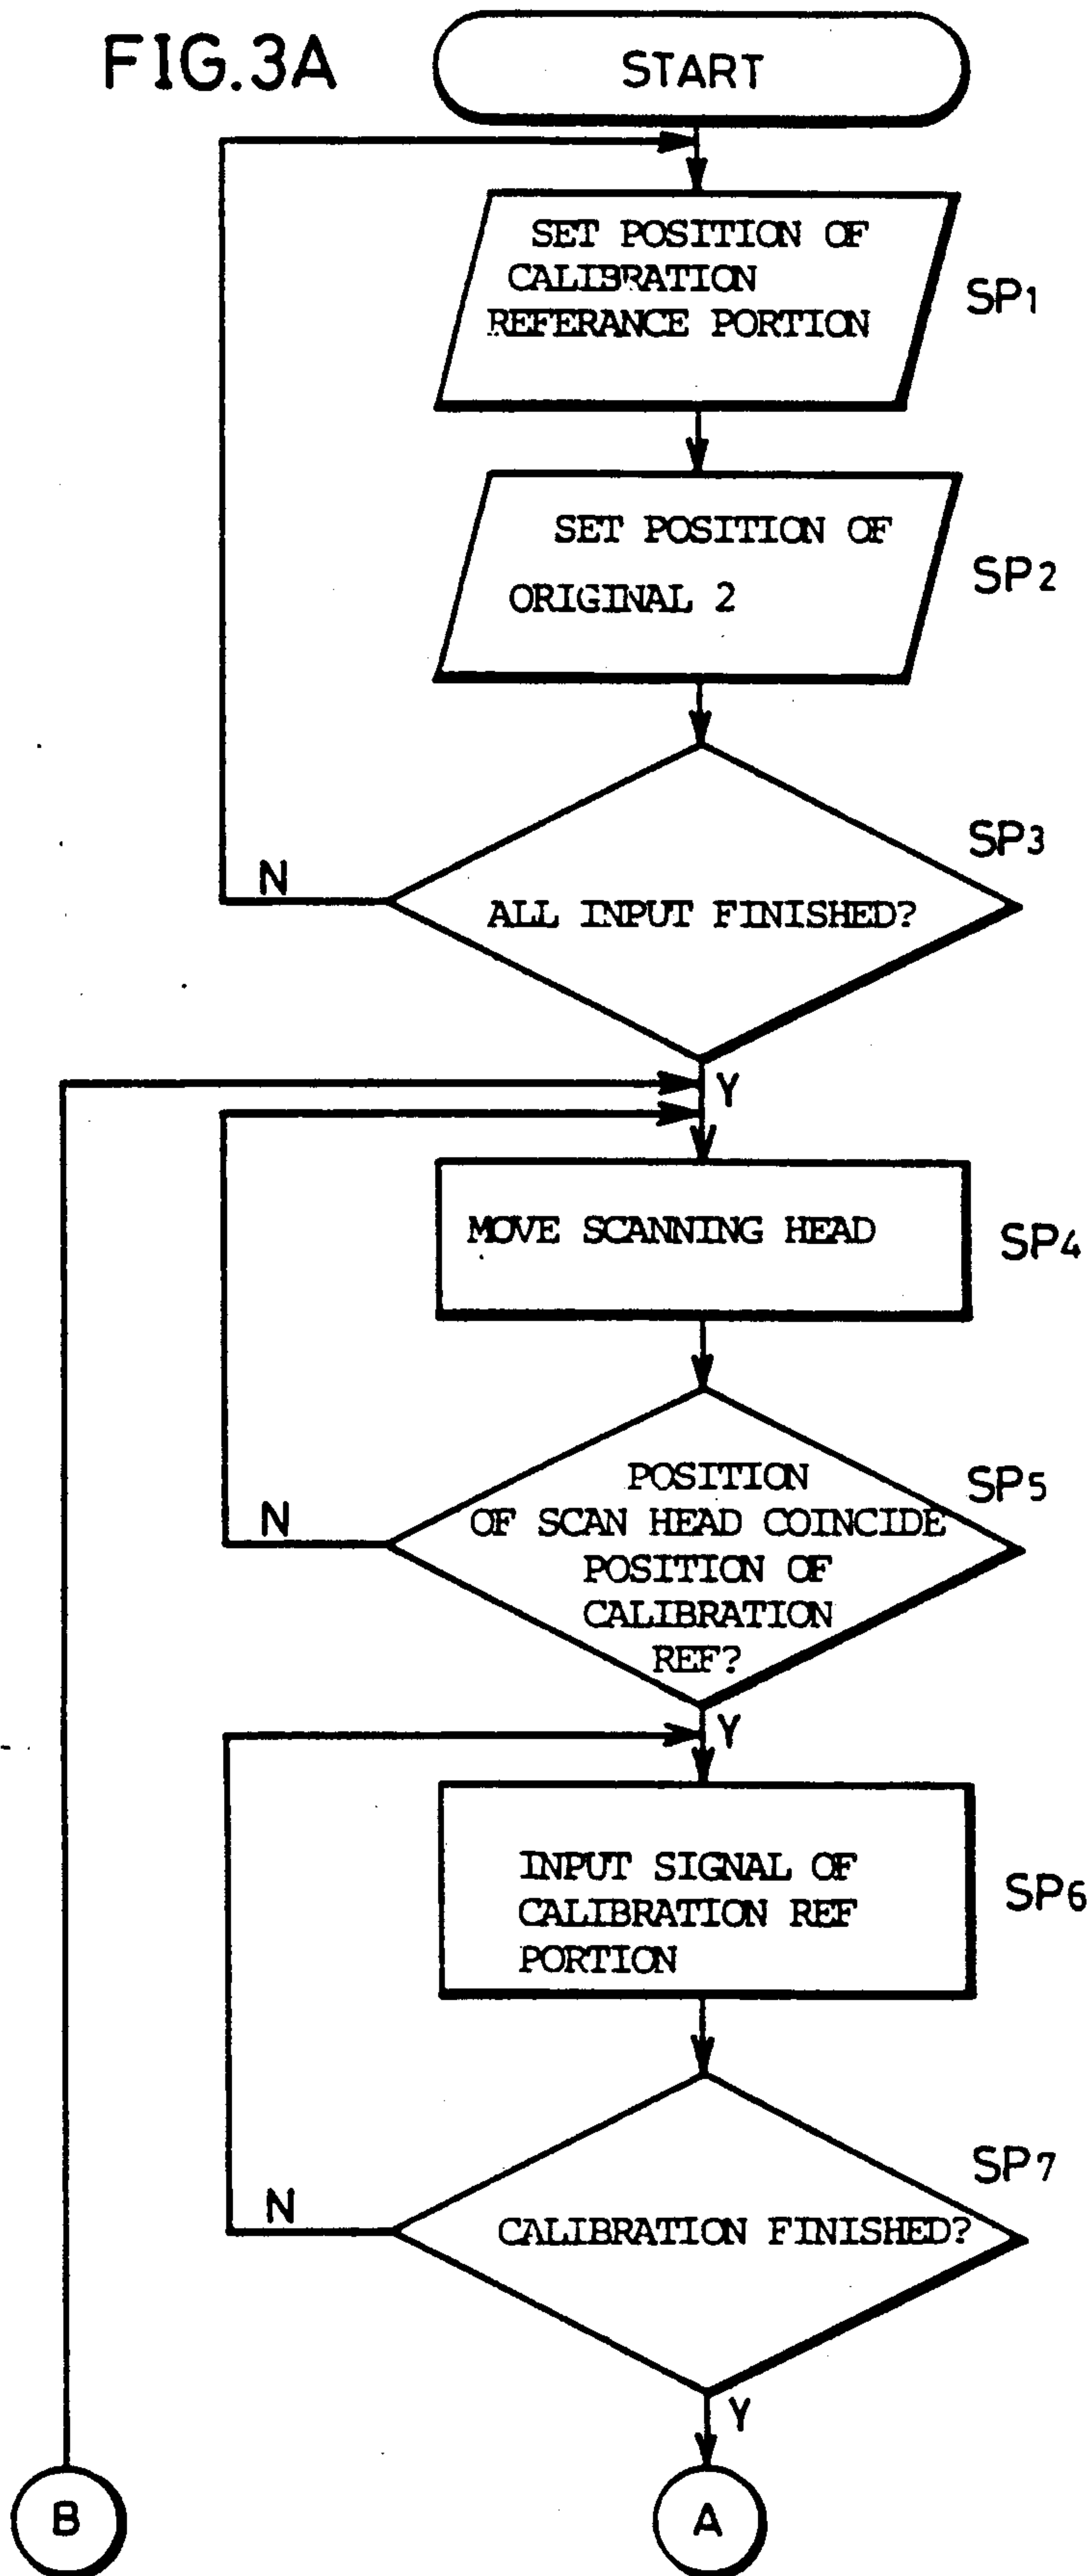 FIG.3A
START
SET POSITION OF
CALIBRATION
REFERANCE PORTION
SP1
SET POSITION OF
ORIGINAL 2
SP2
SP3
N
ALL INPUT FINISHED?
Y
MOVE SCANNING HEAD
SP4
POSITION
SP5
N
OF SCAN HEAD COINCIDE
POSITION OF
CALIBRATION
REF?
Y
INPUT SIGNAL OF
CALIBRATION REF
PORTION
SP6
SP7
N
CALIBRATION FINISHED?
Y
B
A